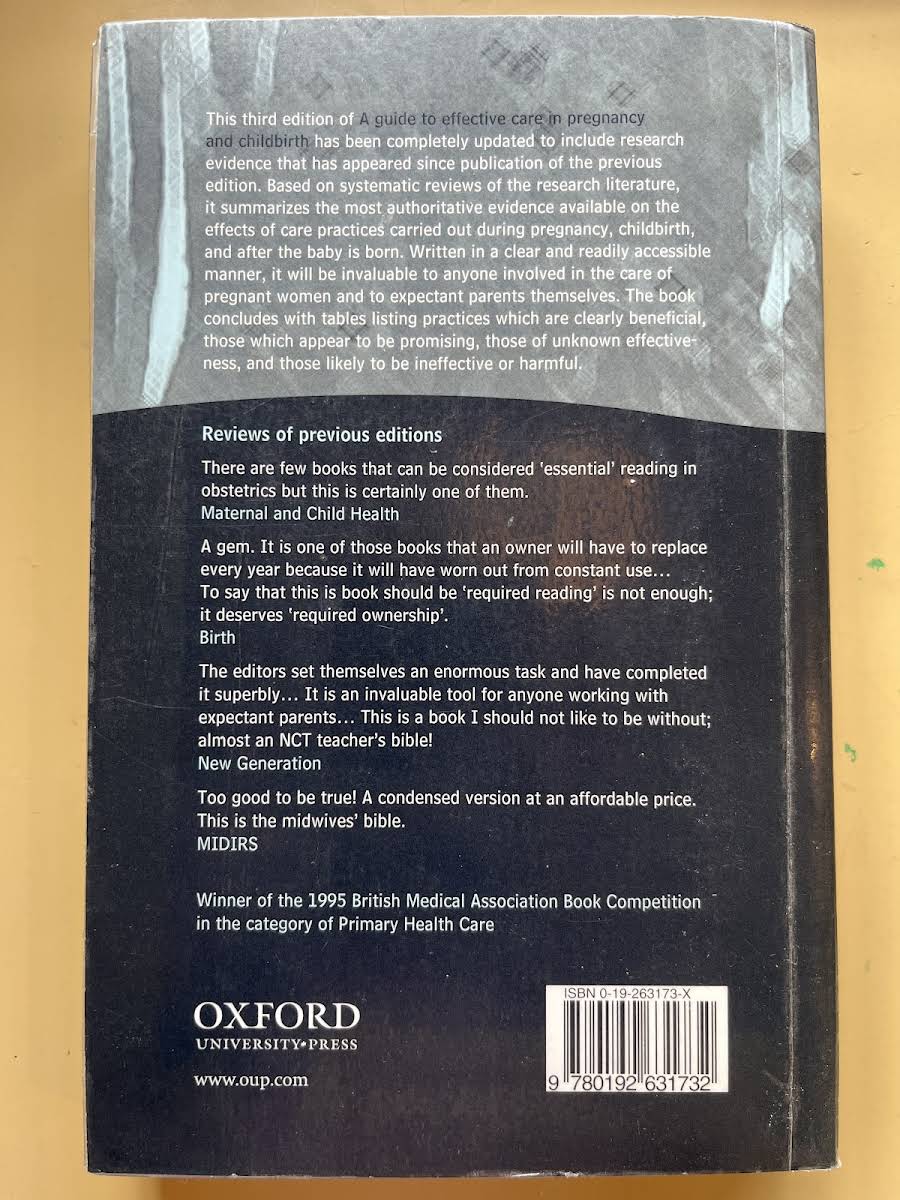 This third edition of A guide to effective care in pregnancy
and childbirth has been completely updated to include research
evidence that has appeared since publication of the previous
edition. Based on systematic reviews of the research literature,
it summarizes the most authoritative evidence available on the
effects of care practices carried out during pregnancy, childbirth,
and after the baby is born. Written in a clear and readily accessible
manner, it will be invaluable to anyone involved in the care of
pregnant women and to expectant parents themselves. The book
concludes with tables listing practices which are clearly beneficial,
those which appear to be promising, those of unknown effective-
ness, and those likely to be ineffective or harmful.
Reviews of previous editions
There are few books that can be considered ‘essential’ reading in
obstetrics but this is certainly one of them.
Maternal and Child Health
A gem. It is one of those books that an owner will have to replace
every year because it will have worn out from constant use...
To say that this is book should be ‘required reading’ is not enough;
it deserves ‘required ownership’.
Birth
The editors set themselves an enormous task and have completed
it superbly... It is an invaluable tool for anyone working with
expectant parents... This is a book I should not like to be without;
almost an NCT teacher's bible!
New Generation
Too good to be true! A condensed version at an affordable price.
This is the midwives' bible.
MIDIRS
Winner of the 1995 British Medical Association Book Competition
in the category of Primary Health Care
OXFORD
UNIVERSITY•PRESS
www.oup.com
ISBN 0-19-263173-X
9 780192 631732